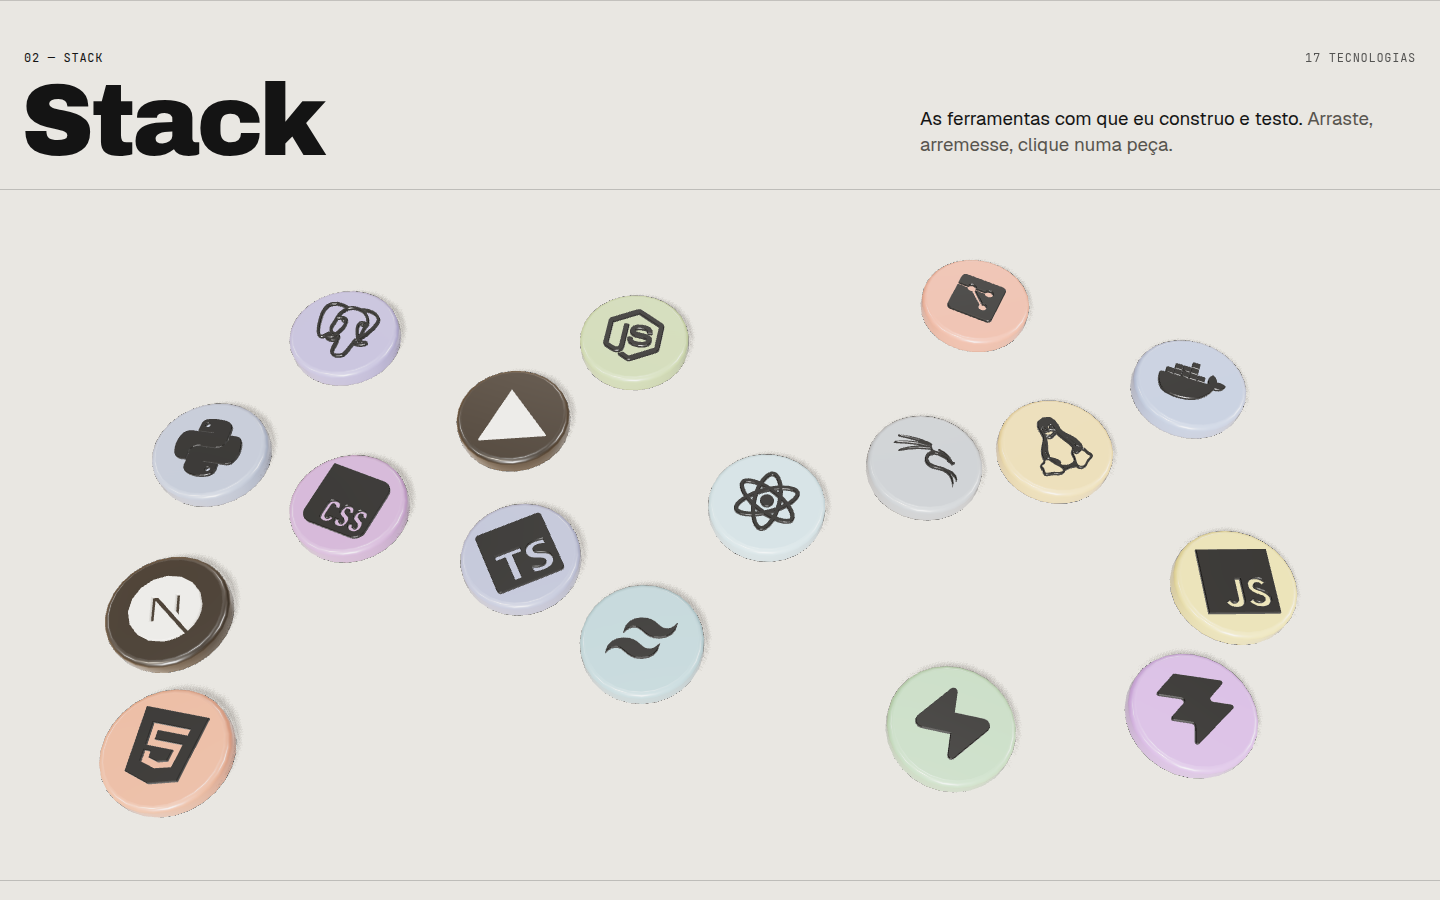 02 — STACK
17 TECNOLOGIAS
Stack
As ferramentas com que eu construo e testo. Arraste,
arremesse, clique numa peça.
JS
CSS
TS
N
JS
5